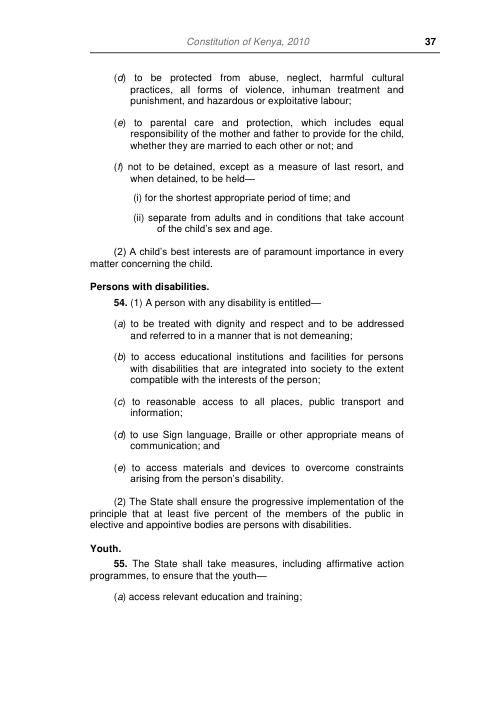 Constitution of Kenya, 2010 37
(d) to be protected from abuse, neglect, harmful cultural
practices, all forms of violence, inhuman treatment and
punishment, and hazardous or exploitative labour;
(e) to parental care and protection, which includes equal
responsibility of the mother and father to provide for the child,
whether they are married to each other or not; and
(f) not to be detained, except as a measure of last resort, and
when detained, to be held—
(i) for the shortest appropriate period of time; and
(ii) separate from adults and in conditions that take account
of the child's sex and age.
(2) A child's best interests are of paramount importance in every
matter concerning the child.
Persons with disabilities.
54. (1) A person with any disability is entitled—
(a) to be treated with dignity and respect and to be addressed
and referred to in a manner that is not demeaning;
(b) to access educational institutions and facilities for persons
with disabilities that are integrated into society to the extent
compatible with the interests of the person;
(c) to reasonable access to all places, public transport and
information;
(d) to use Sign language, Braille or other appropriate means of
communication; and
(e) to access materials and devices to overcome constraints
arising from the person's disability.
(2) The State shall ensure the progressive implementation of the
principle that at least five percent of the members of the public in
elective and appointive bodies are persons with disabilities.
Youth.
55. The State shall take measures, including affirmative action
programmes, to ensure that the youth—
(a) access relevant education and training;